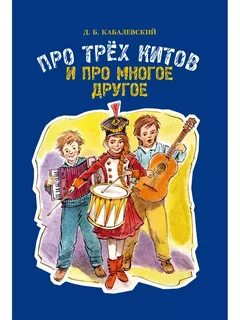 Д. Б. КАБАЛЕВСКИЙ
ПРО ТРЁХ КИТОВ
И ПРО МНОГОЕ
ДРУГОЕ